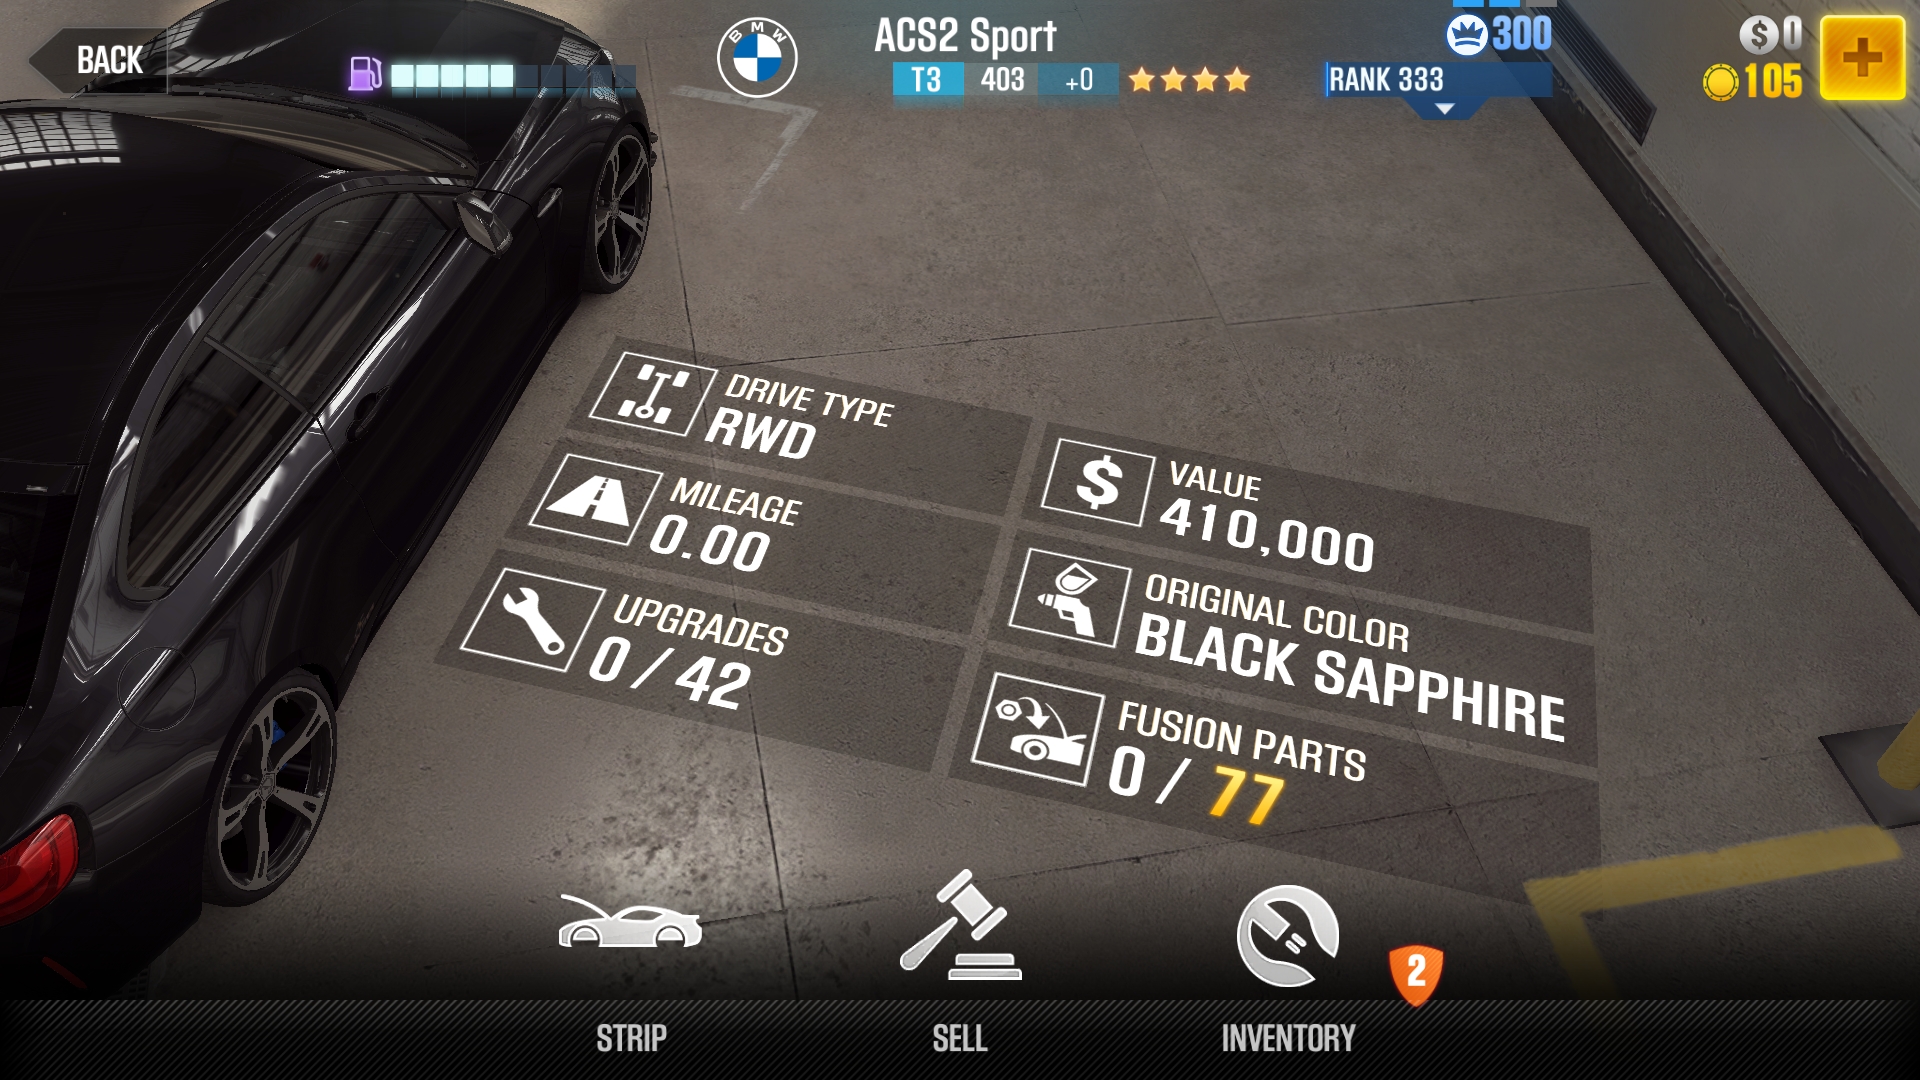 BACK
BMW
ACS2 Sport
T3 403 +0
300
RANK 333
$ 0
105
DRIVE TYPE
RWD
MILEAGE
0.00
UPGRADES
0 / 42
$
VALUE
410,000
ORIGINAL COLOR
BLACK SAPPHIRE
FUSION PARTS
0 / 77
STRIP
SELL
INVENTORY
2